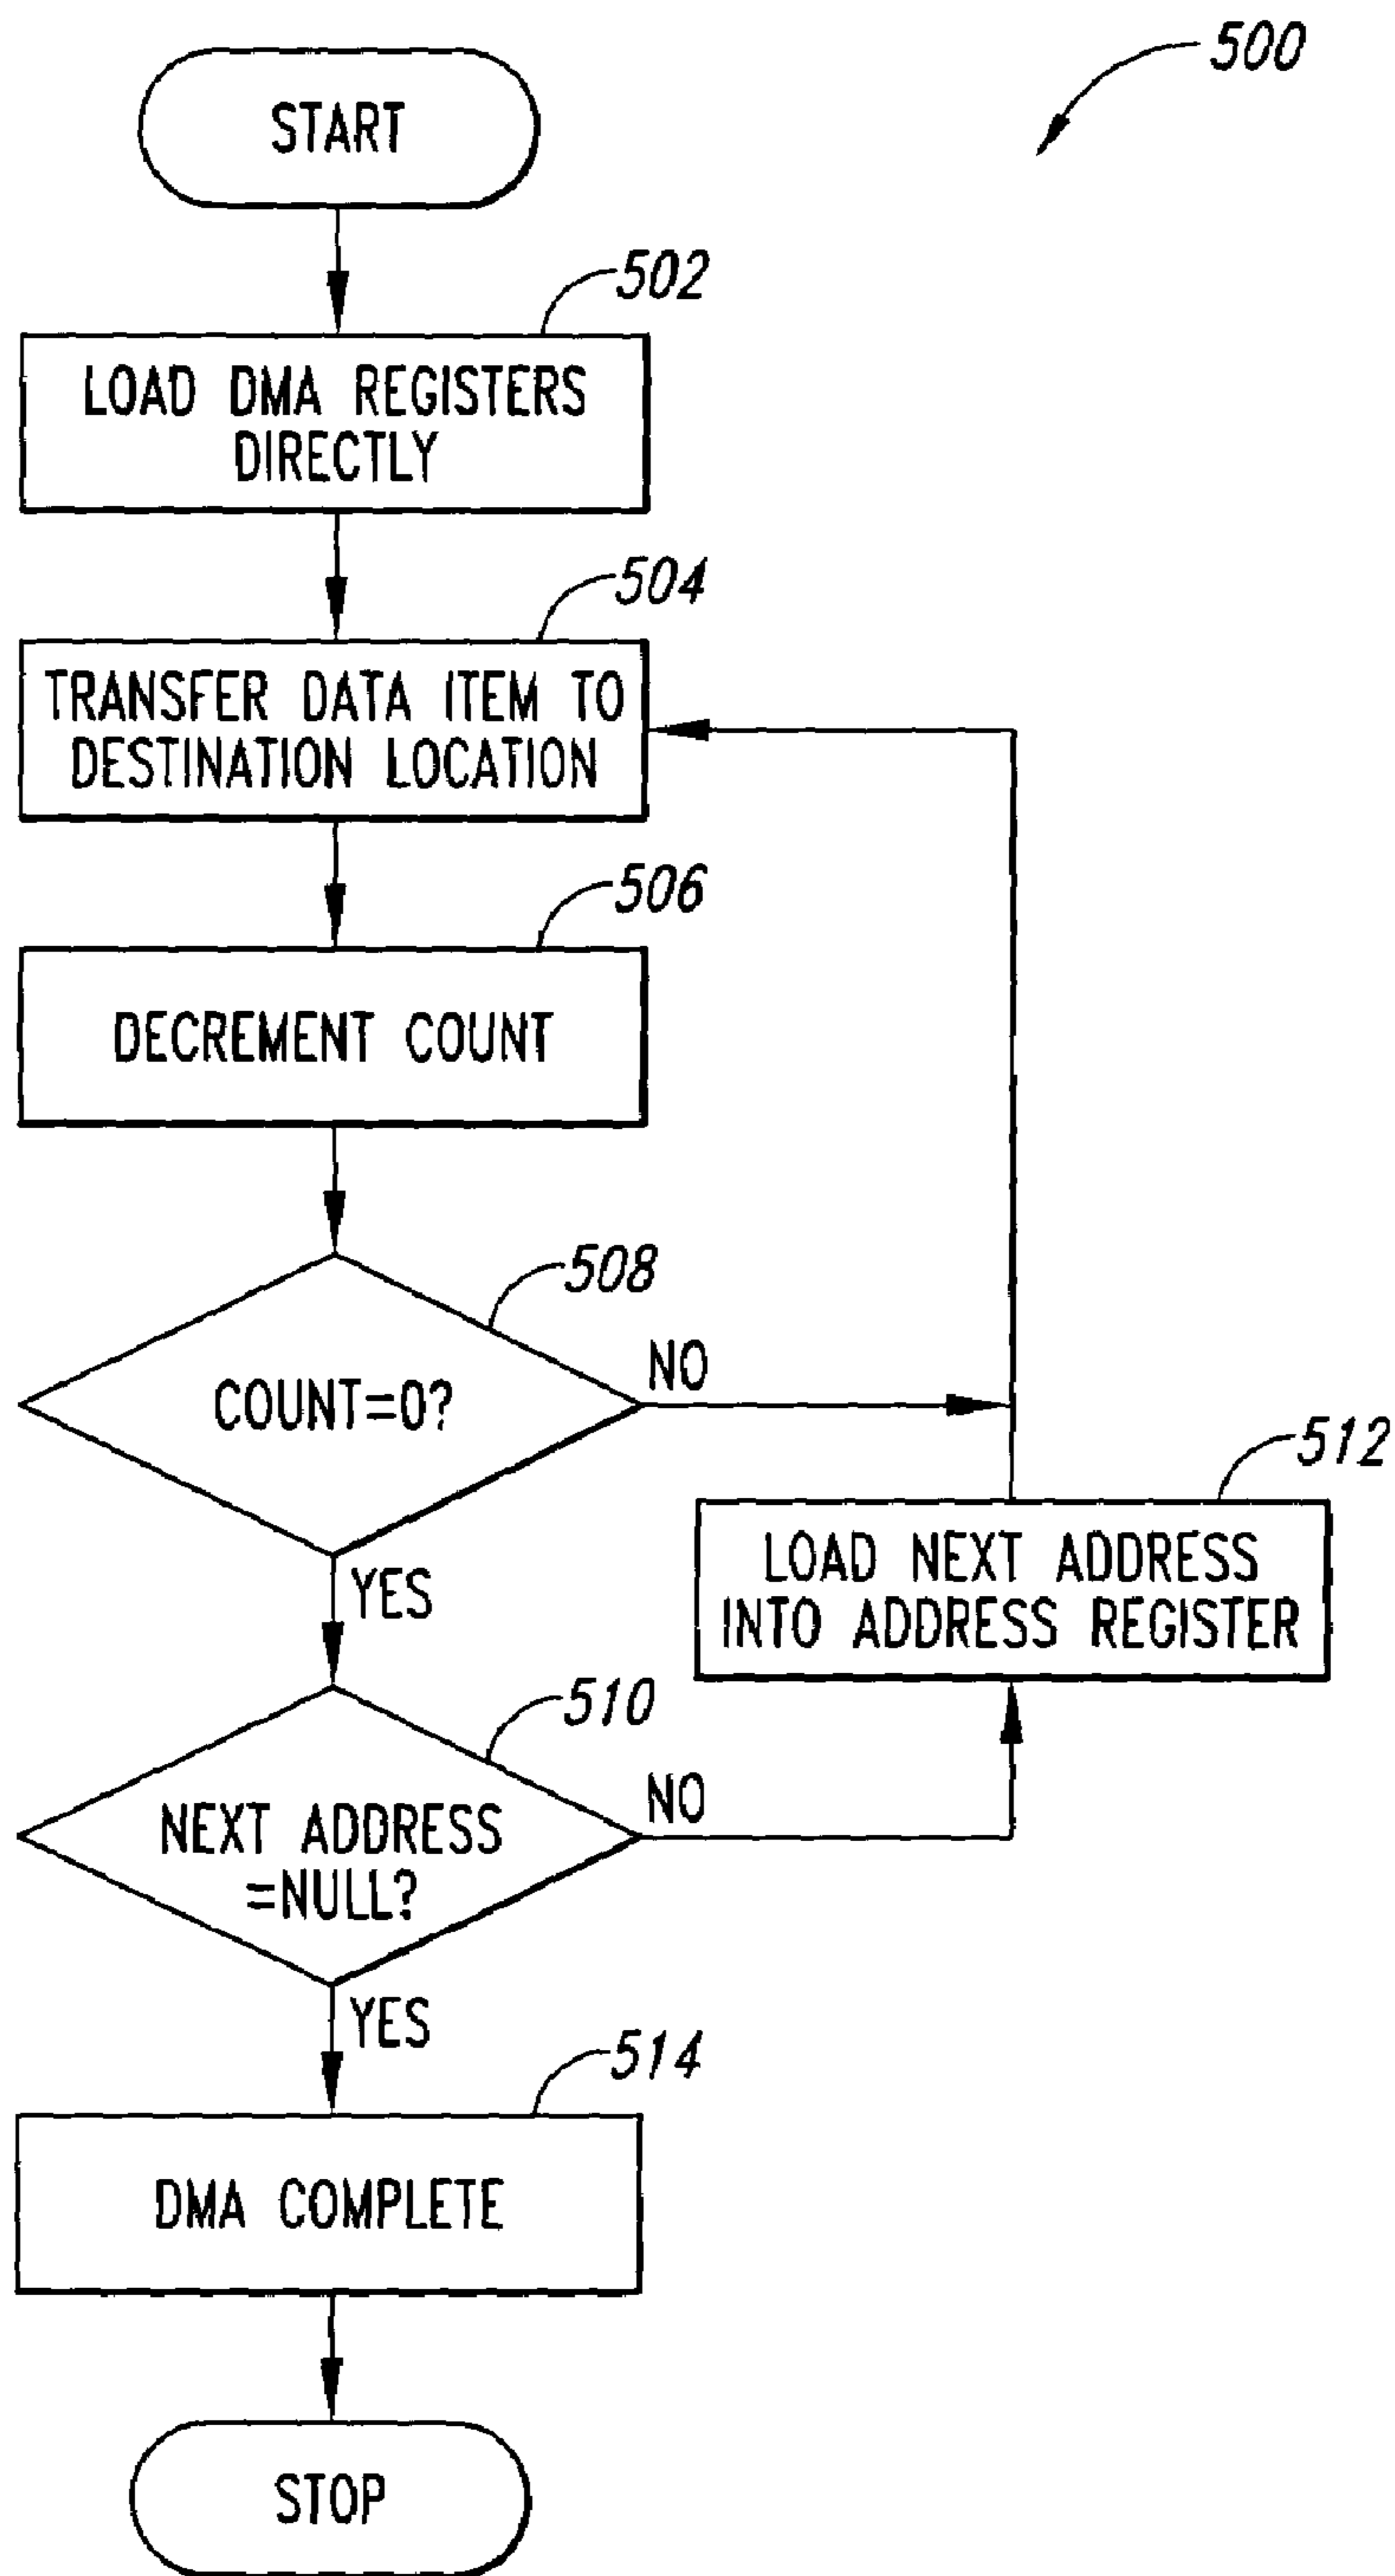 500
START
502
LOAD DMA REGISTERS
DIRECTLY
504
TRANSFER DATA ITEM TO
DESTINATION LOCATION
506
DECREMENT COUNT
508
COUNT=0?
NO
YES
512
LOAD NEXT ADDRESS
INTO ADDRESS REGISTER
510
NEXT ADDRESS
=NULL?
NO
YES
514
DMA COMPLETE
STOP